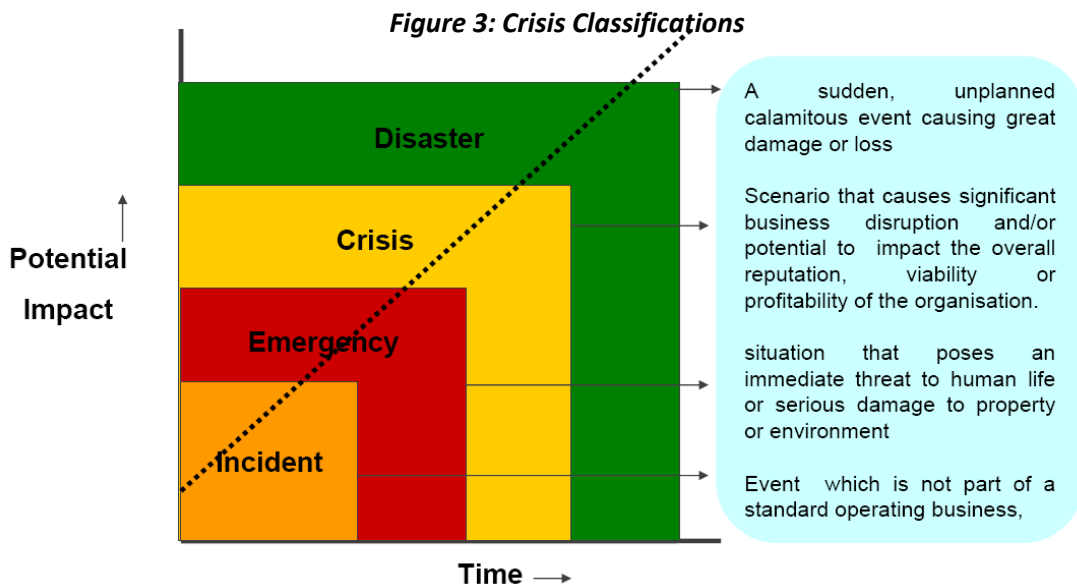 Figure 3: Crisis Classifications
Disaster
Crisis
Emergency
Incident
Potential
Impact
Time
A sudden, unplanned
calamitous event causing great
damage or loss
Scenario that causes significant
business disruption and/or
potential to impact the overall
reputation, viability or
profitability of the organisation.
situation that poses an
immediate threat to human life
or serious damage to property
or environment
Event which is not part of a
standard operating business,